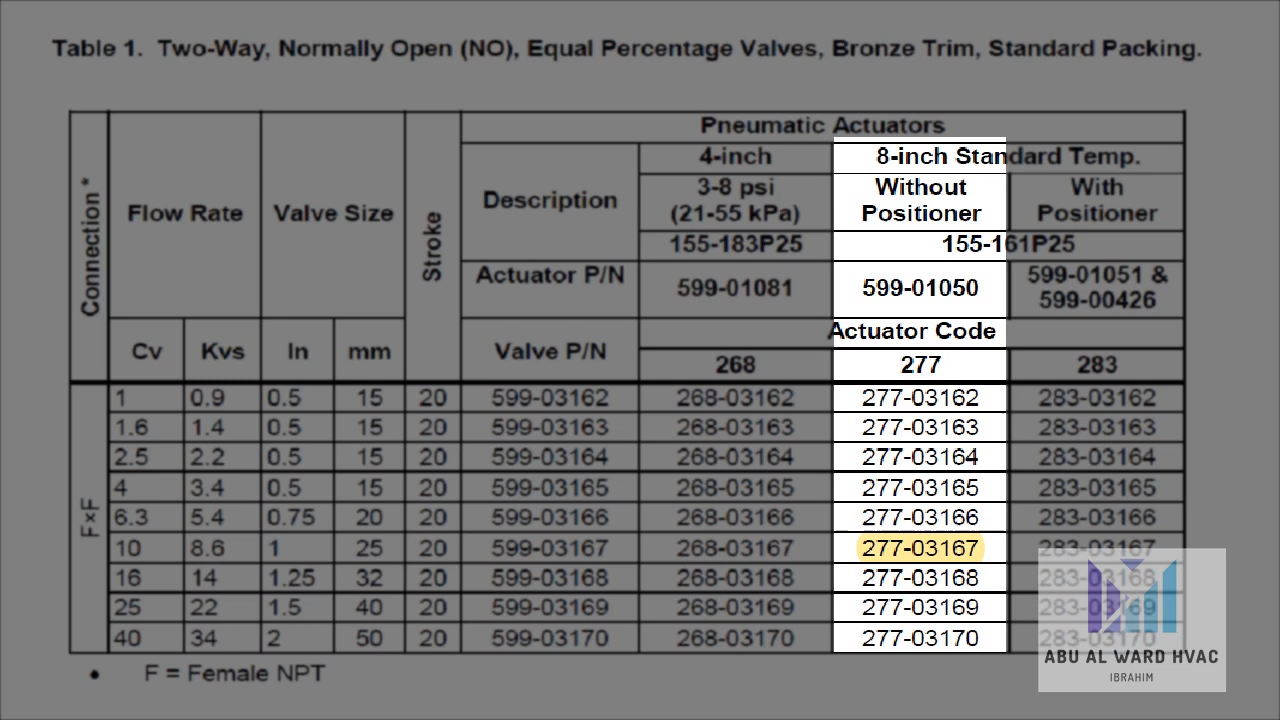 Table 1. Two-Way, Normally Open (NO), Equal Percentage Valves, Bronze Trim, Standard Packing.
Connection *
Flow Rate
Valve Size
Stroke
Pneumatic Actuators
Description
4-inch
8-inch Standard Temp.
3-8 psi
(21-55 kPa)
Without
Positioner
With
Positioner
155-183P25
155-161P25
Actuator P/N
599-01081
599-01050
599-01051 &
599-00426
Cv
Kvs
In
mm
Valve P/N
Actuator Code
268
277
283
F×F
1 0.9 0.5 15 20 599-03162 268-03162 277-03162 283-03162
1.6 1.4 0.5 15 20 599-03163 268-03163 277-03163 283-03163
2.5 2.2 0.5 15 20 599-03164 268-03164 277-03164 283-03164
4 3.4 0.5 15 20 599-03165 268-03165 277-03165 283-03165
6.3 5.4 0.75 20 20 599-03166 268-03166 277-03166 283-03166
10 8.6 1 25 20 599-03167 268-03167 277-03167 283-03167
16 14 1.25 32 20 599-03168 268-03168 277-03168 283-03168
25 22 1.5 40 20 599-03169 268-03169 277-03169 283-03169
40 34 2 50 20 599-03170 268-03170 277-03170 283-03170
• F = Female NPT
ABU AL WARD HVAC
IBRAHIM